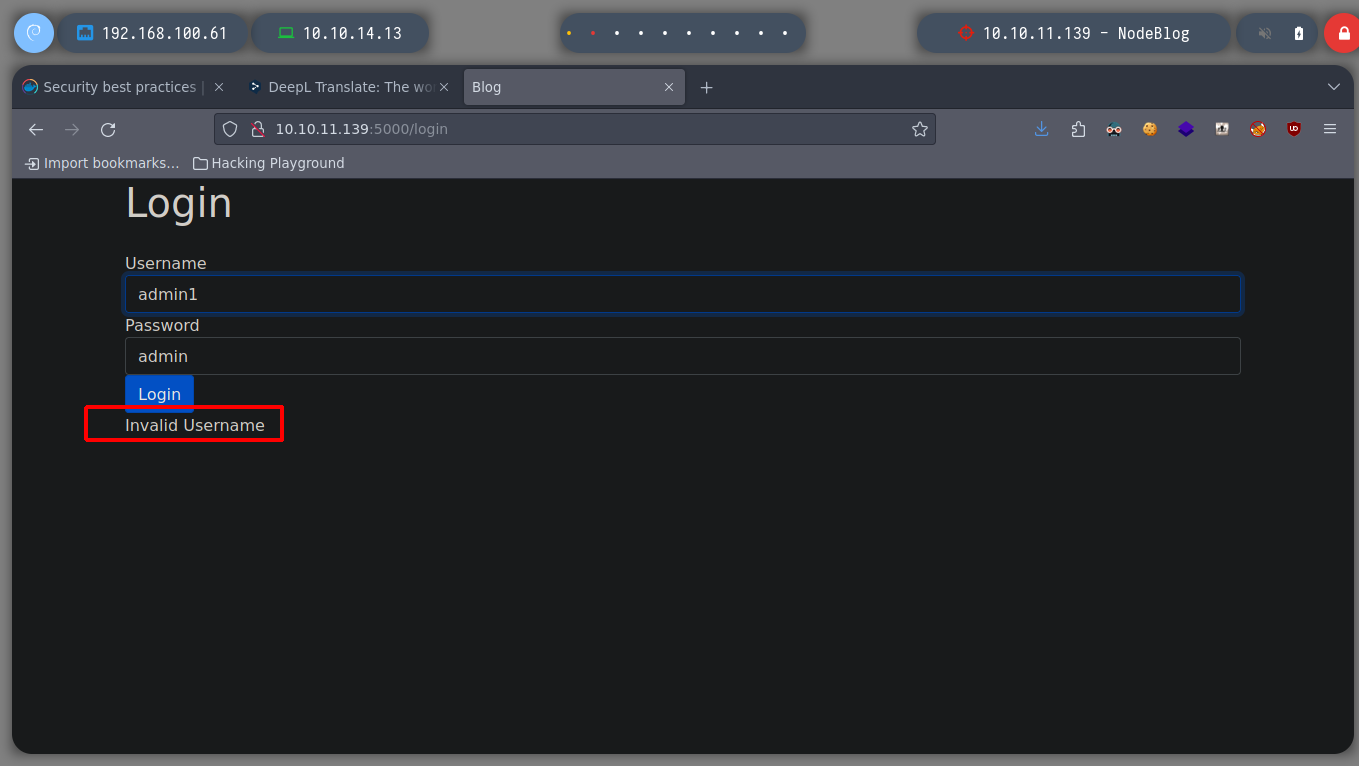 192.168.100.61 10.10.14.13 10.10.11.139 - NodeBlog
Security best practices | DeepL Translate: The wo Blog
10.10.11.139:5000/login
Import bookmarks... Hacking Playground
Login
Username
admin1
Password
admin
Login
Invalid Username